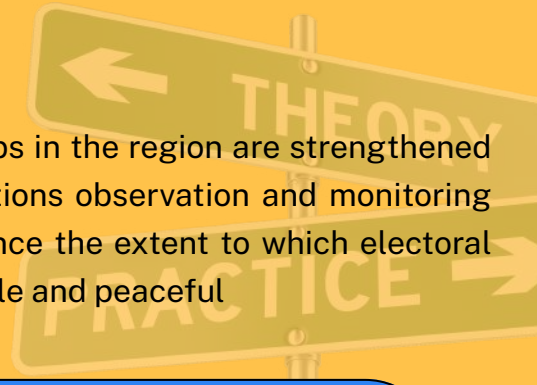 THEORY
ps in the region are strengthened
tions observation and monitoring
nce the extent to which electoral
le and peaceful
PRACTICE